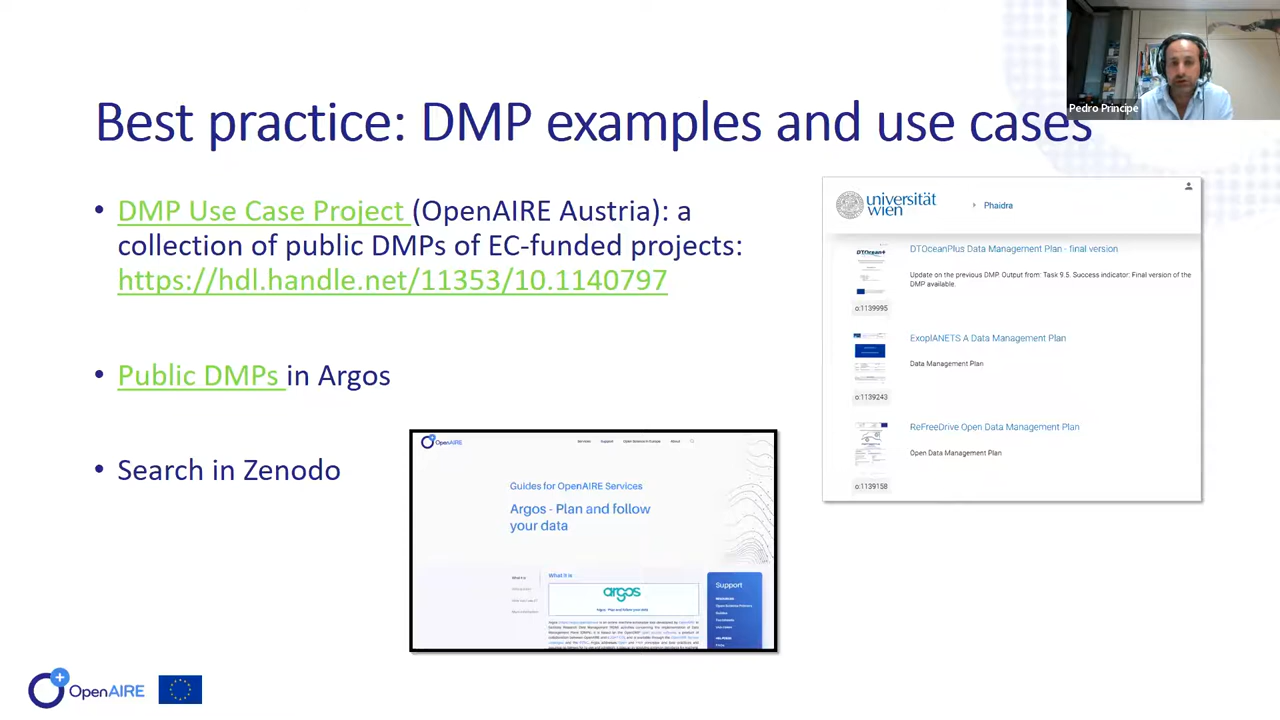 Pedro Principe
Best practice: DMP examples and use cases
• DMP Use Case Project (OpenAIRE Austria): a
collection of public DMPs of EC-funded projects:
https://hdl.handle.net/11353/10.1140797
• Public DMPs in Argos
• Search in Zenodo
universität
wien
Phaidra
DTOceanPlus Data Management Plan - final version
Update on the previous DMP Output from: Task 9.5. Success indicator: Final version of the
DMP available.
o:1139995
ExoplANETS A Data Management Plan
Data Management Plan
o:1139243
ReFreeDrive Open Data Management Plan
Open Data Management Plan
o:1139158
OpenAIRE
Services Support Open Science in Europe About
Guides for OpenAIRE Services
Argos - Plan and follow
your data
What it is
What it is
argos
Argos - Plan and follow your data
Support
OpenAIRE